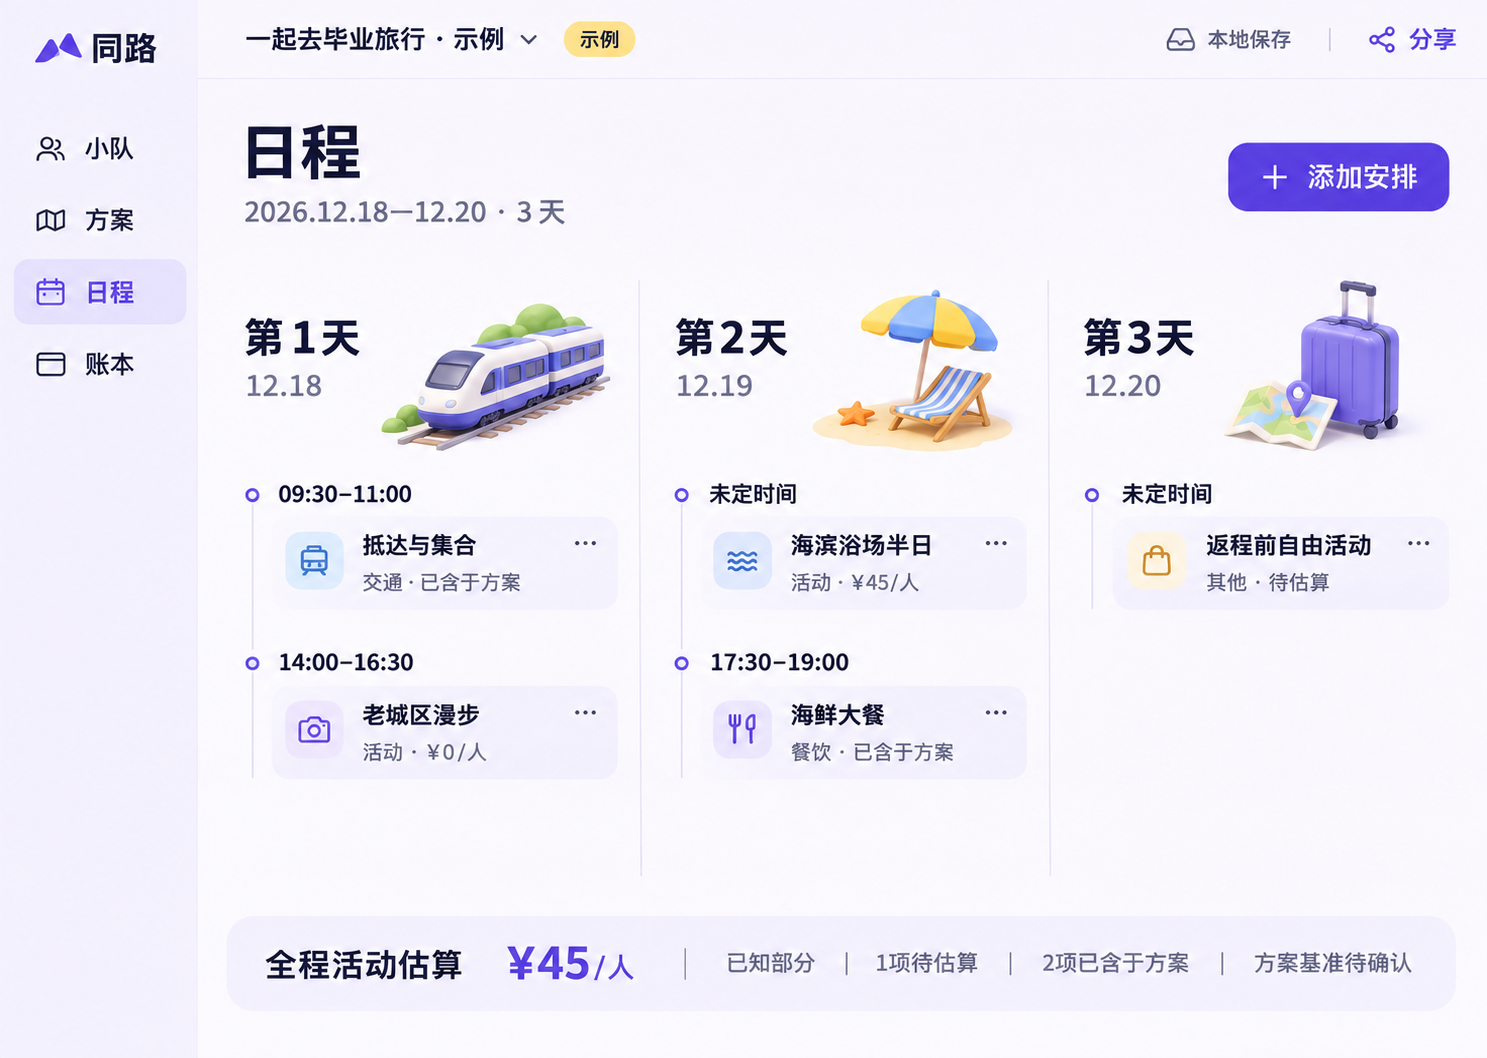 同路
小队
方案
日程
账本
一起去毕业旅行 · 示例
示例
本地保存
分享
日程
2026.12.18—12.20 · 3 天
添加安排
第1天
12.18
09:30–11:00
抵达与集合
交通 · 已含于方案
14:00–16:30
老城区漫步
活动 · ¥0/人
第2天
12.19
未定时间
海滨浴场半日
活动 · ¥45/人
17:30–19:00
海鲜大餐
餐饮 · 已含于方案
第3天
12.20
未定时间
返程前自由活动
其他 · 待估算
全程活动估算 ¥45/人 | 已知部分 | 1项待估算 | 2项已含于方案 | 方案基准待确认